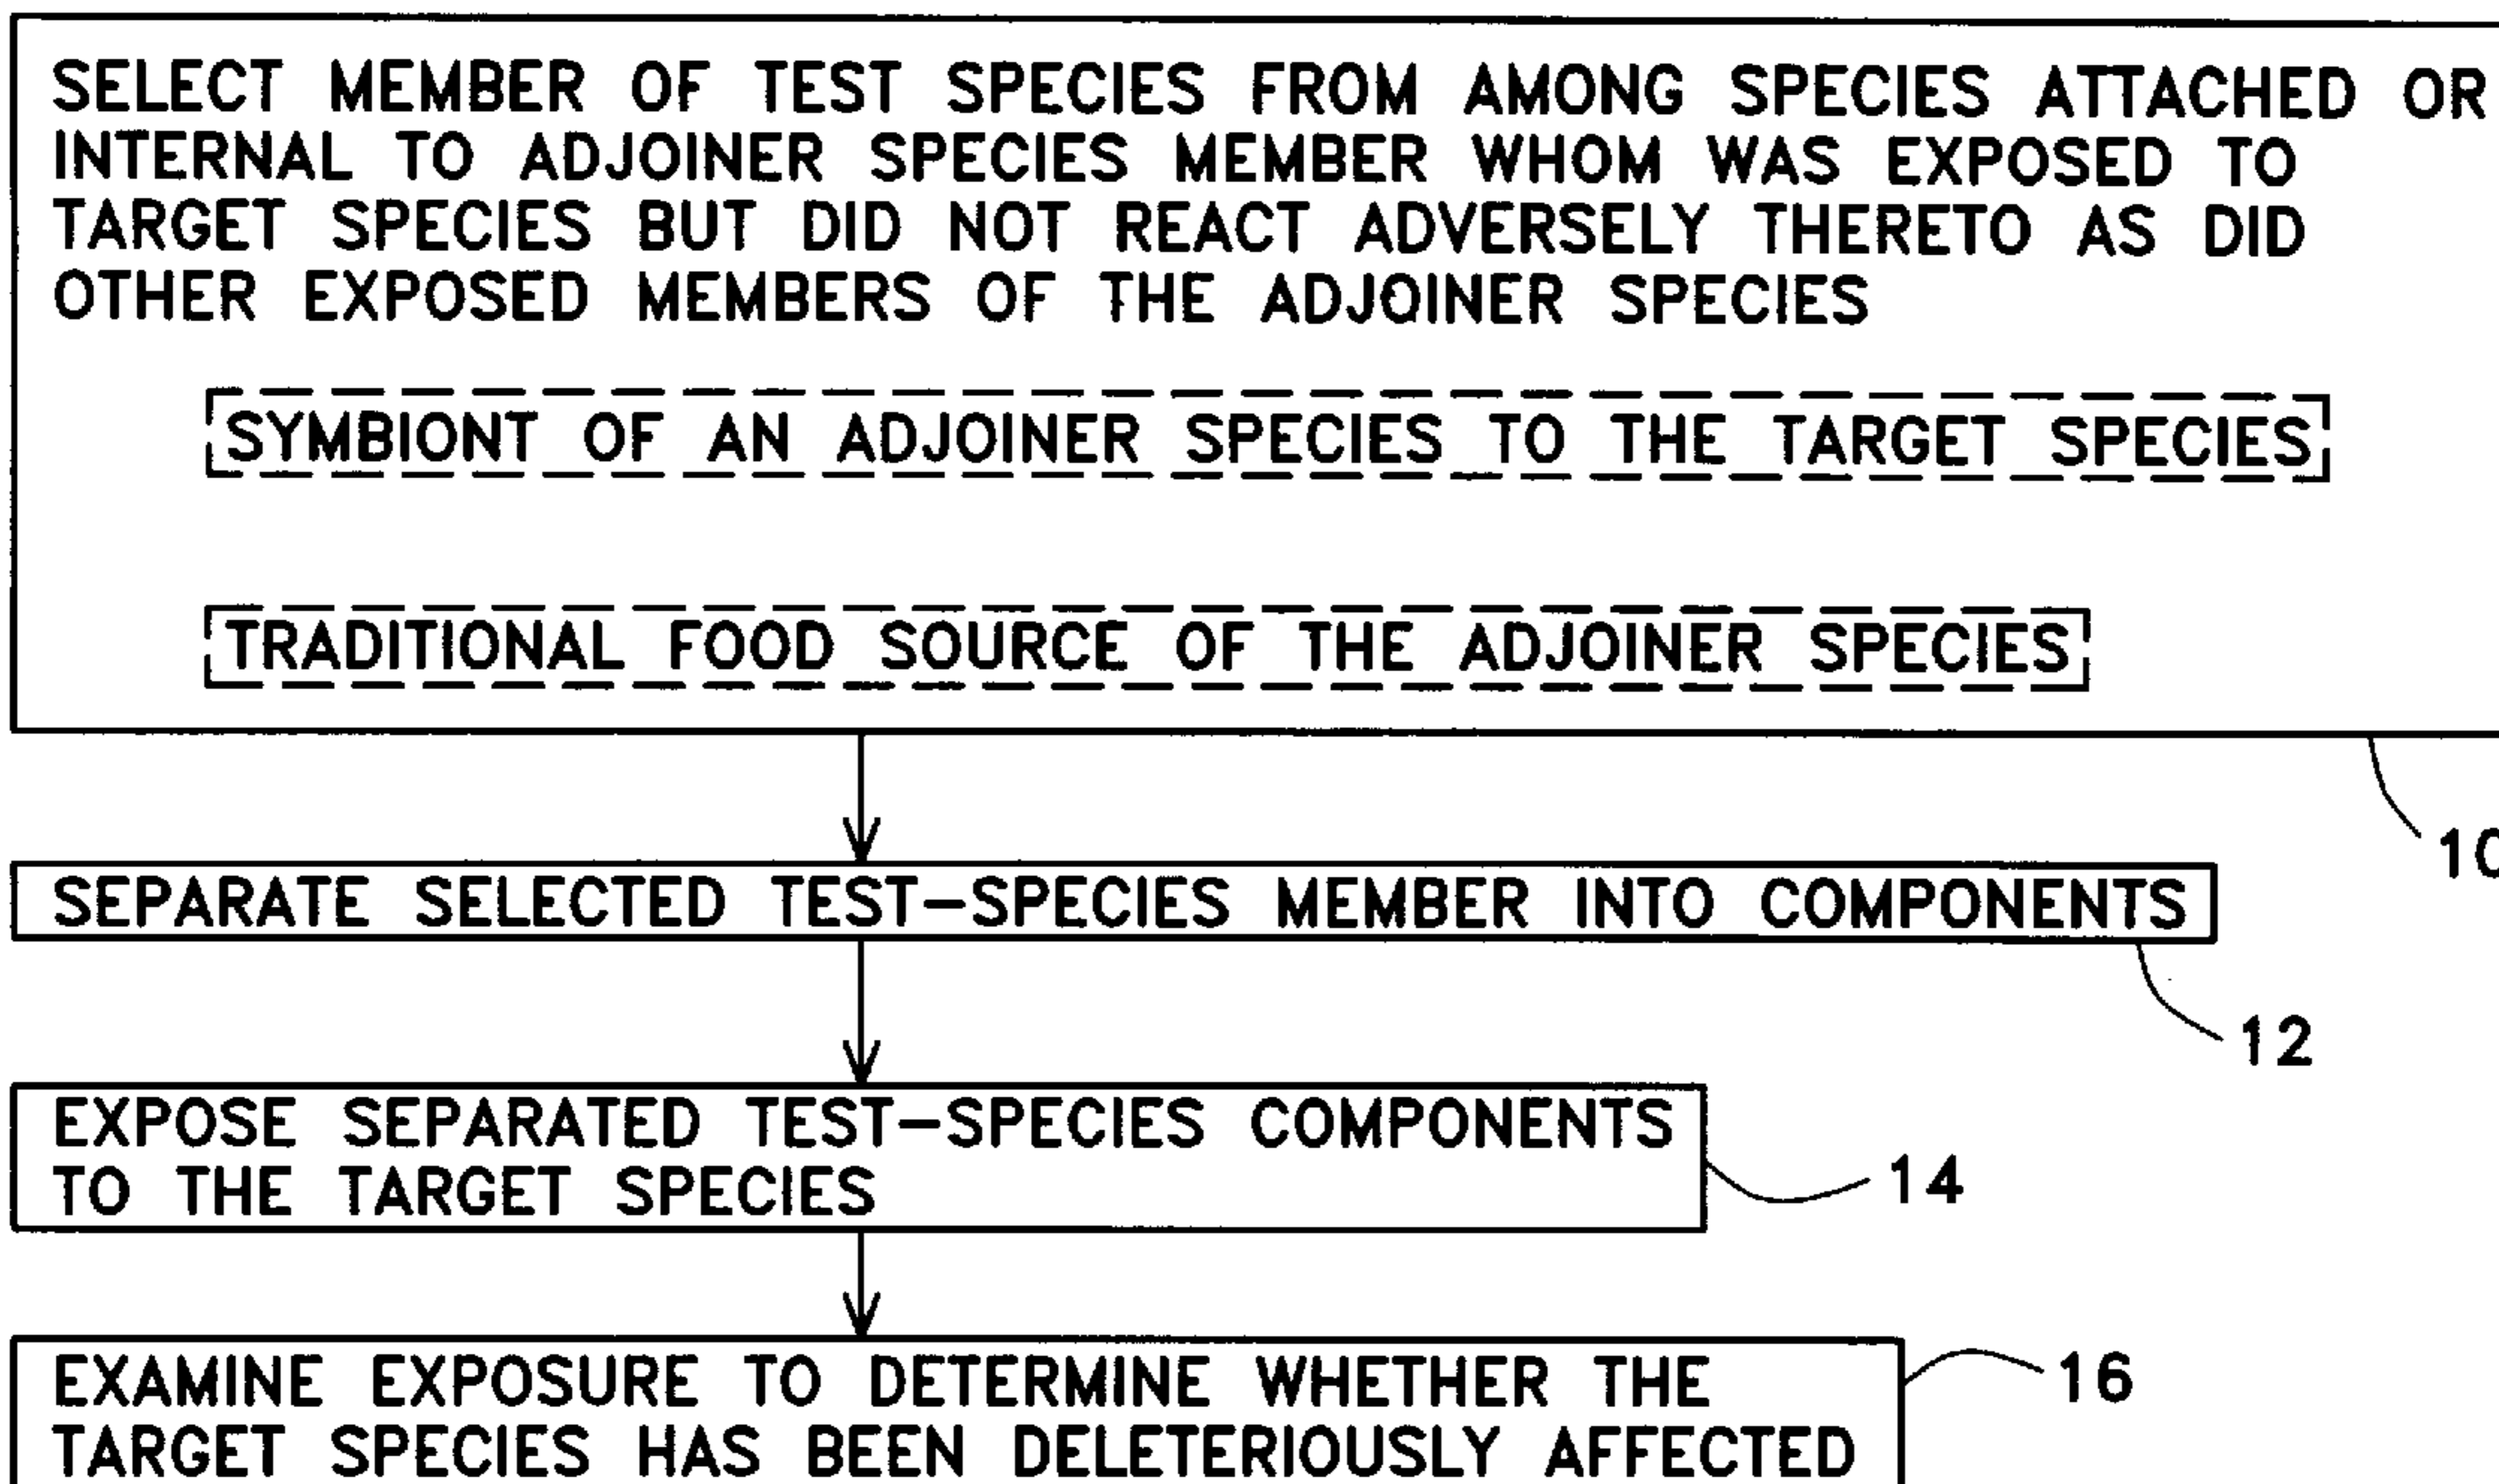 SELECT MEMBER OF TEST SPECIES FROM AMONG SPECIES ATTACHED OR
INTERNAL TO ADJOINER SPECIES MEMBER WHOM WAS EXPOSED TO
TARGET SPECIES BUT DID NOT REACT ADVERSELY THERETO AS DID
OTHER EXPOSED MEMBERS OF THE ADJOINER SPECIES
SYMBIONT OF AN ADJOINER SPECIES TO THE TARGET SPECIES
TRADITIONAL FOOD SOURCE OF THE ADJOINER SPECIES
10
SEPARATE SELECTED TEST-SPECIES MEMBER INTO COMPONENTS
12
EXPOSE SEPARATED TEST-SPECIES COMPONENTS
TO THE TARGET SPECIES
14
EXAMINE EXPOSURE TO DETERMINE WHETHER THE
TARGET SPECIES HAS BEEN DELETERIOUSLY AFFECTED
16